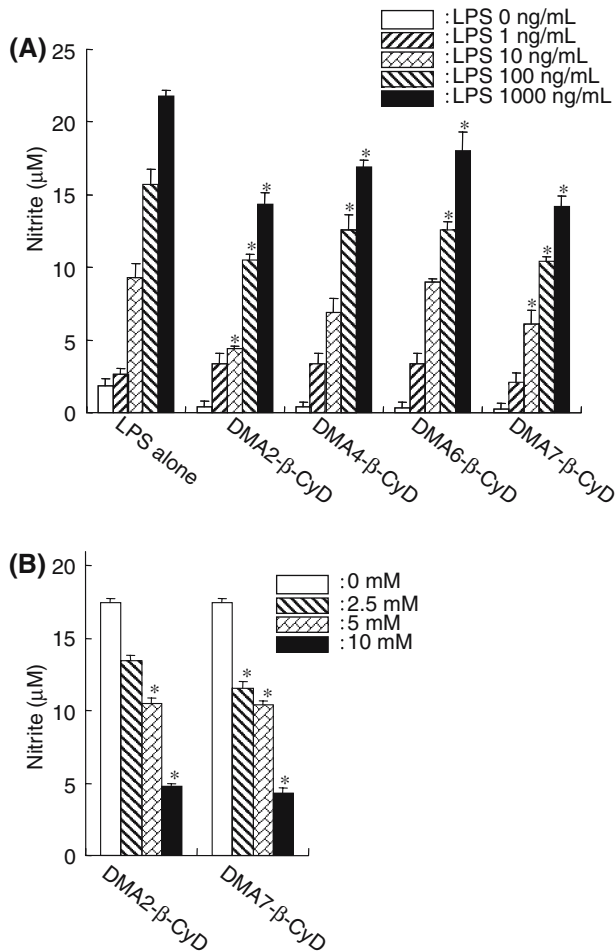 :LPS 0 ng/mL
:LPS 1 ng/mL
:LPS 10 ng/mL
:LPS 100 ng/mL
:LPS 1000 ng/mL
(A)
25
20
15
10
5
0
Nitrite (μM)
* * * * * * * * * *
LPS alone
DMA2-β-CyD
DMA4-β-CyD
DMA6-β-CyD
DMA7-β-CyD
(B)
:0 mM
:2.5 mM
:5 mM
:10 mM
20
15
10
5
0
Nitrite (μM)
* * * * *
DMA2-β-CyD
DMA7-β-CyD